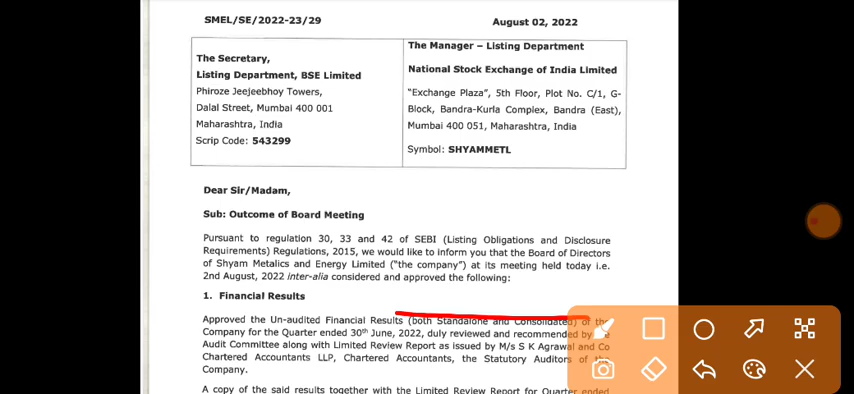 SMEL/SE/2022-23/29
August 02, 2022
The Secretary,
Listing Department, BSE Limited
Phiroze Jeejeebhoy Towers,
Dalal Street, Mumbai 400 001
Maharashtra, India
Scrip Code: 543299
The Manager – Listing Department
National Stock Exchange of India Limited
"Exchange Plaza", 5th Floor, Plot No. C/1, G-
Block, Bandra-Kurla Complex, Bandra (East),
Mumbai 400 051, Maharashtra, India
Symbol: SHYAMMETL
Dear Sir/Madam,
Sub: Outcome of Board Meeting
Pursuant to regulation 30, 33 and 42 of SEBI (Listing Obligations and Disclosure
Requirements) Regulations, 2015, we would like to inform you that the Board of Directors
of Shyam Metalics and Energy Limited ("the company") at its meeting held today i.e.
2nd August, 2022 inter-alia considered and approved the following:
1. Financial Results
Approved the Un-audited Financial Results (both Standalone and Consolidated) of the
Company for the Quarter ended 30th June, 2022, duly reviewed and recommended by
Audit Committee along with Limited Review Report as issued by M/s S K Agrawal and Co
Chartered Accountants LLP, Chartered Accountants, the Statutory Auditors of the
Company.
A copy of the said results together with the Limited Review Report for Quarter ended